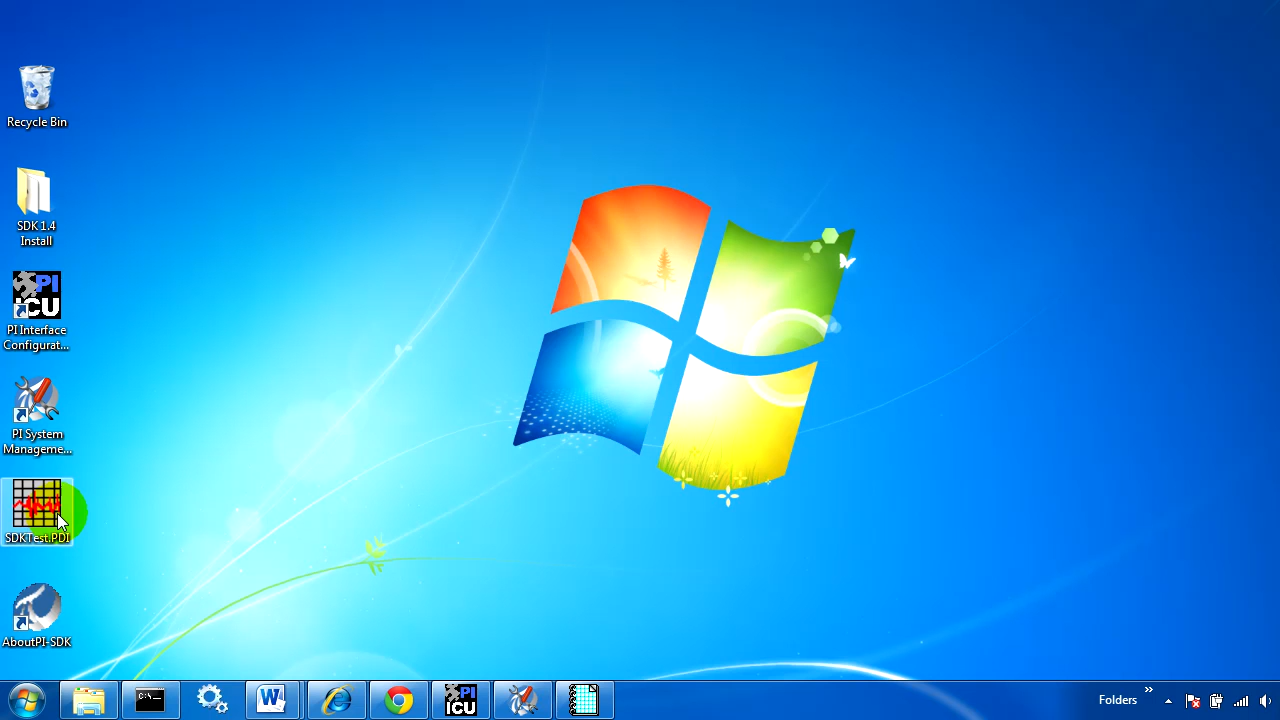 Recycle Bin
SDK 1.4
Install
PI
ICU
PI Interface
Configurat...
PI System
Manageme...
SDKTest.PDI
AboutPI-SDK
C:\_
W
PI
ICU
Folders
»